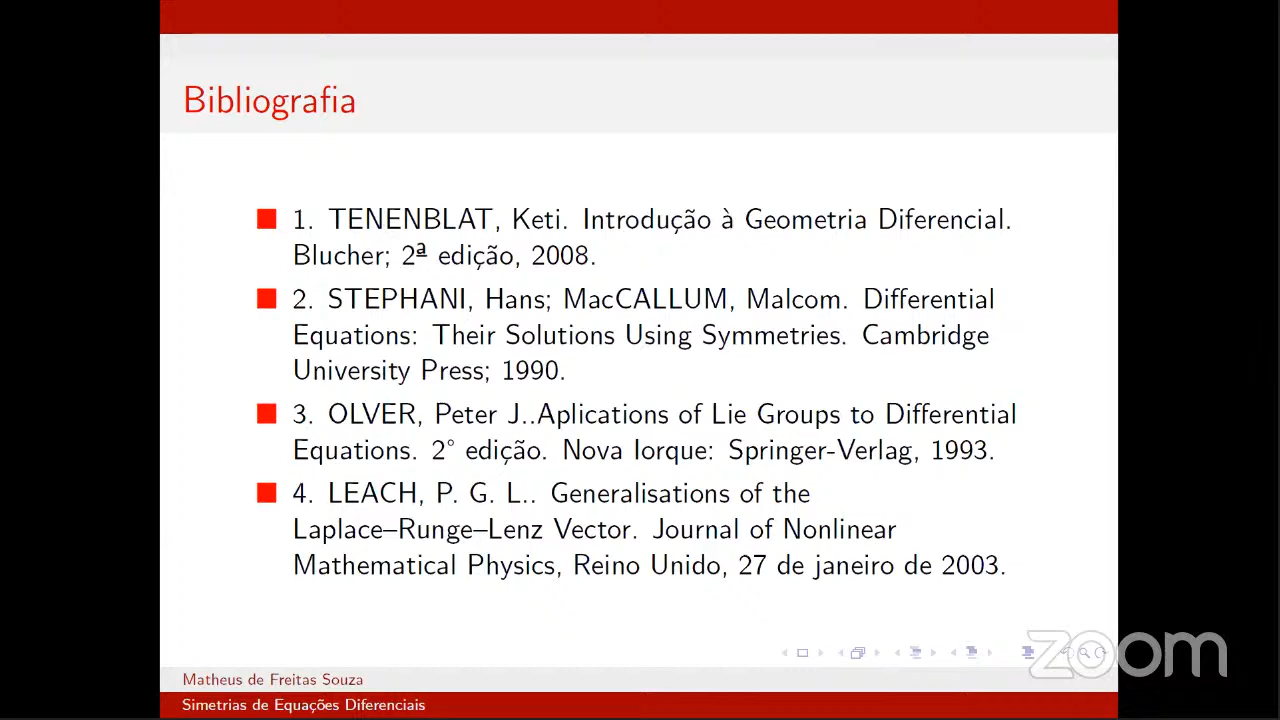 Bibliografia
1. TENENBLAT, Keti. Introdução à Geometria Diferencial.
Blucher; 2ª edição, 2008.
2. STEPHANI, Hans; MacCALLUM, Malcom. Differential
Equations: Their Solutions Using Symmetries. Cambridge
University Press; 1990.
3. OLVER, Peter J..Aplications of Lie Groups to Differential
Equations. 2° edição. Nova Iorque: Springer-Verlag, 1993.
4. LEACH, P. G. L.. Generalisations of the
Laplace–Runge–Lenz Vector. Journal of Nonlinear
Mathematical Physics, Reino Unido, 27 de janeiro de 2003.
zoom
Matheus de Freitas Souza
Simetrias de Equações Diferenciais